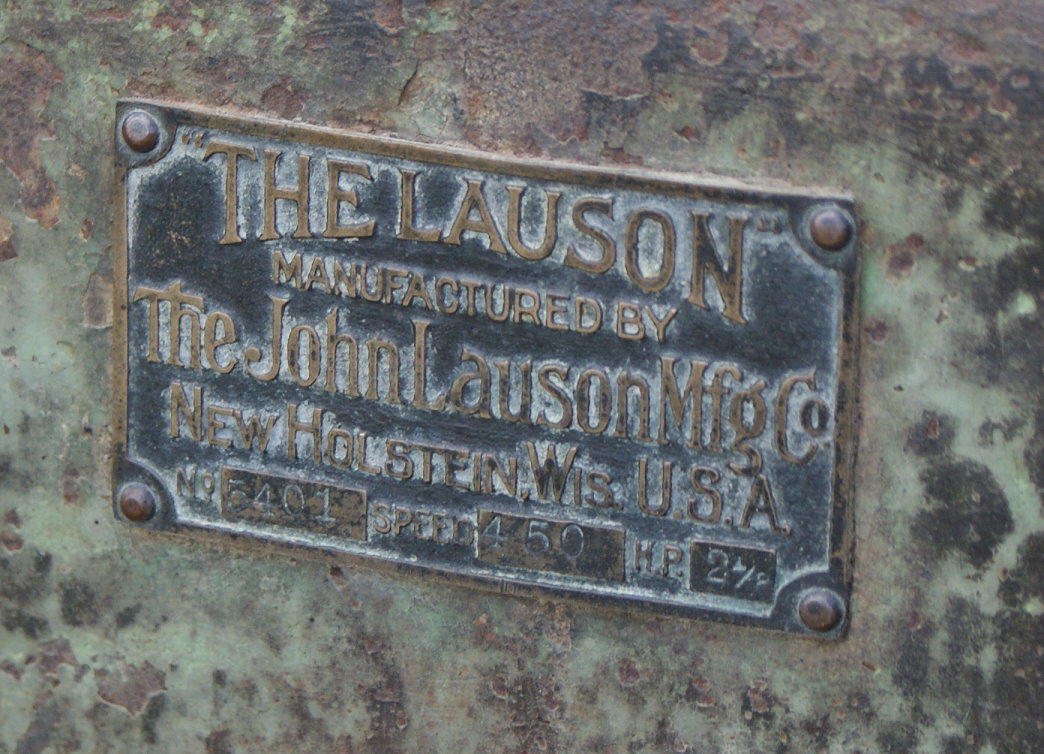 "THE LAUSON"
MANUFACTURED BY
The John Lauson Mfg Co
NEW HOLSTEIN, WIS. U.S.A.
No 5401 SPEED 450 H.P. 2½